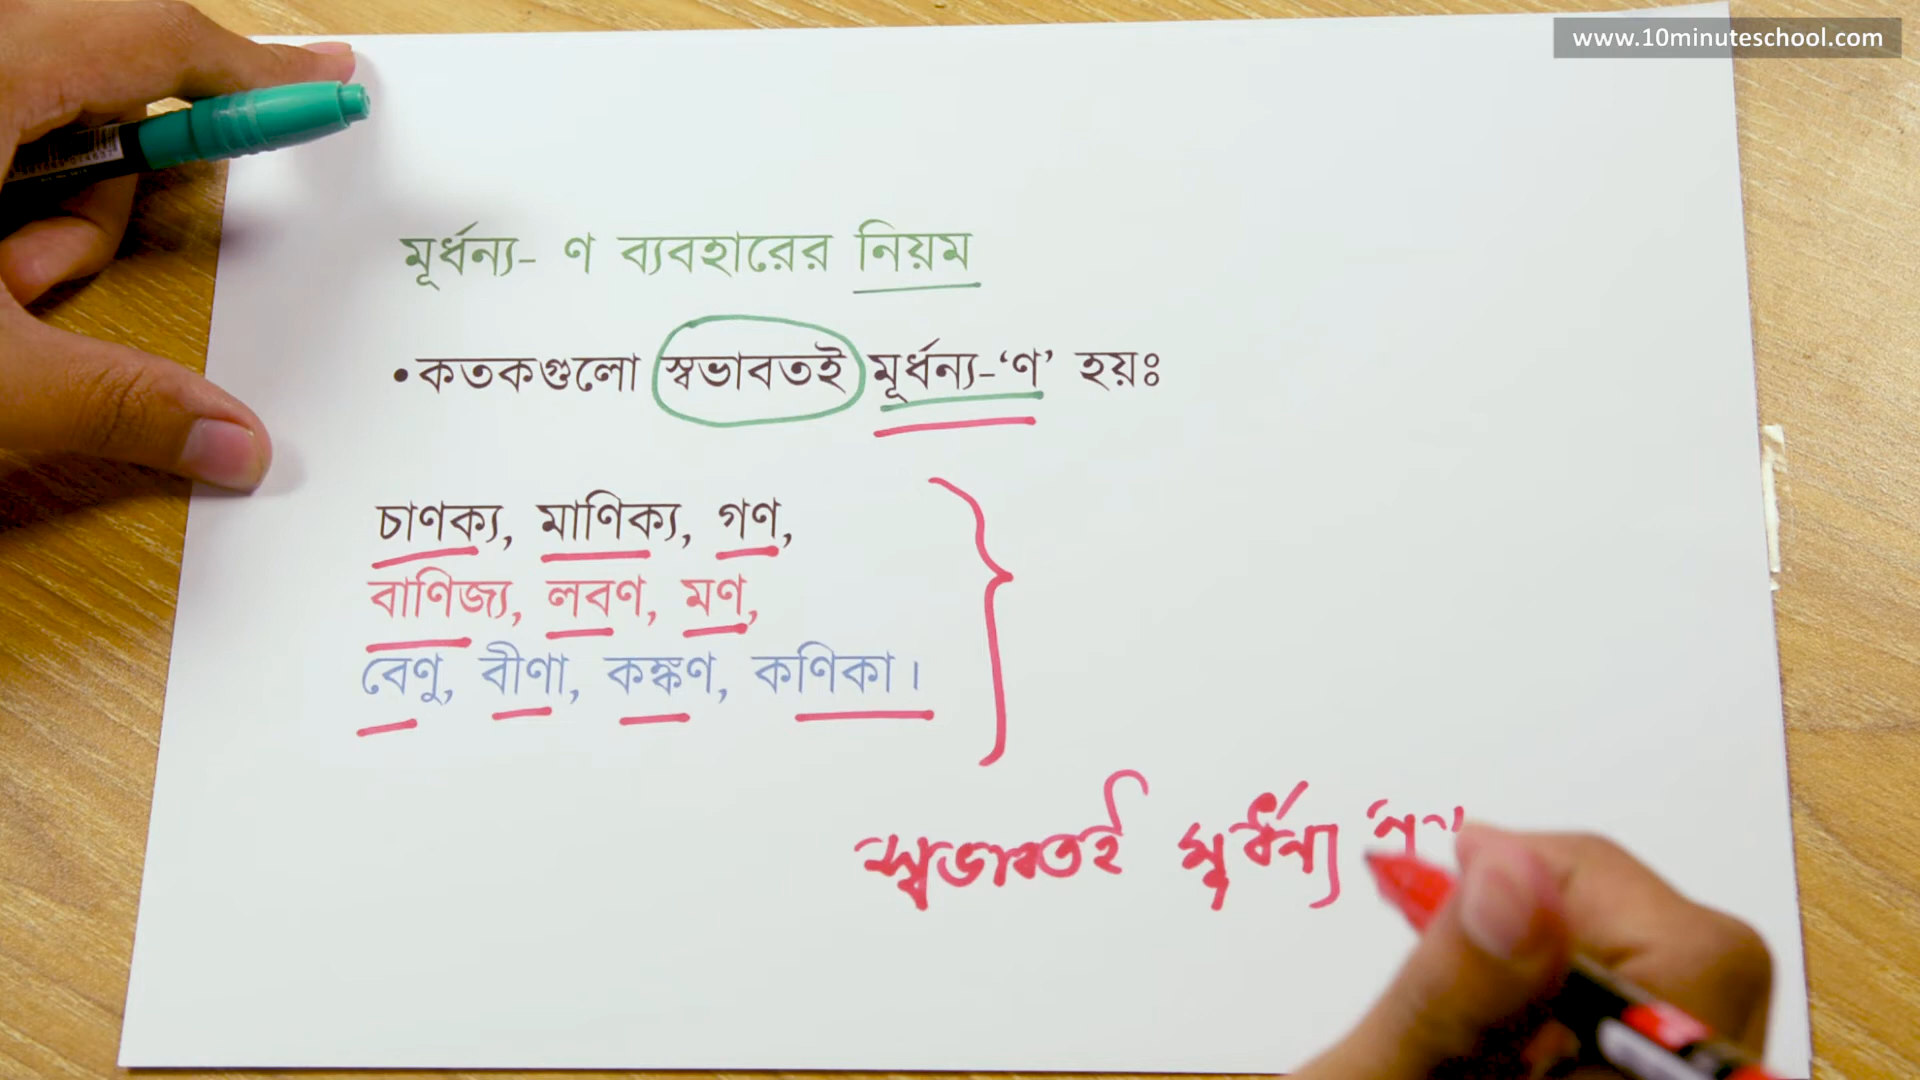 www.10minuteschool.com
মূর্ধন্য- ণ ব্যবহারের নিয়ম
•কতকগুলো স্বভাবতই মূর্ধন্য-‘ণ’ হয়ঃ
চাণক্য, মাণিক্য, গণ,
বাণিজ্য, লবণ, মণ,
বেণু, বীণা, কঙ্কণ, কণিকা।
স্বভাবতই মূর্ধন্য